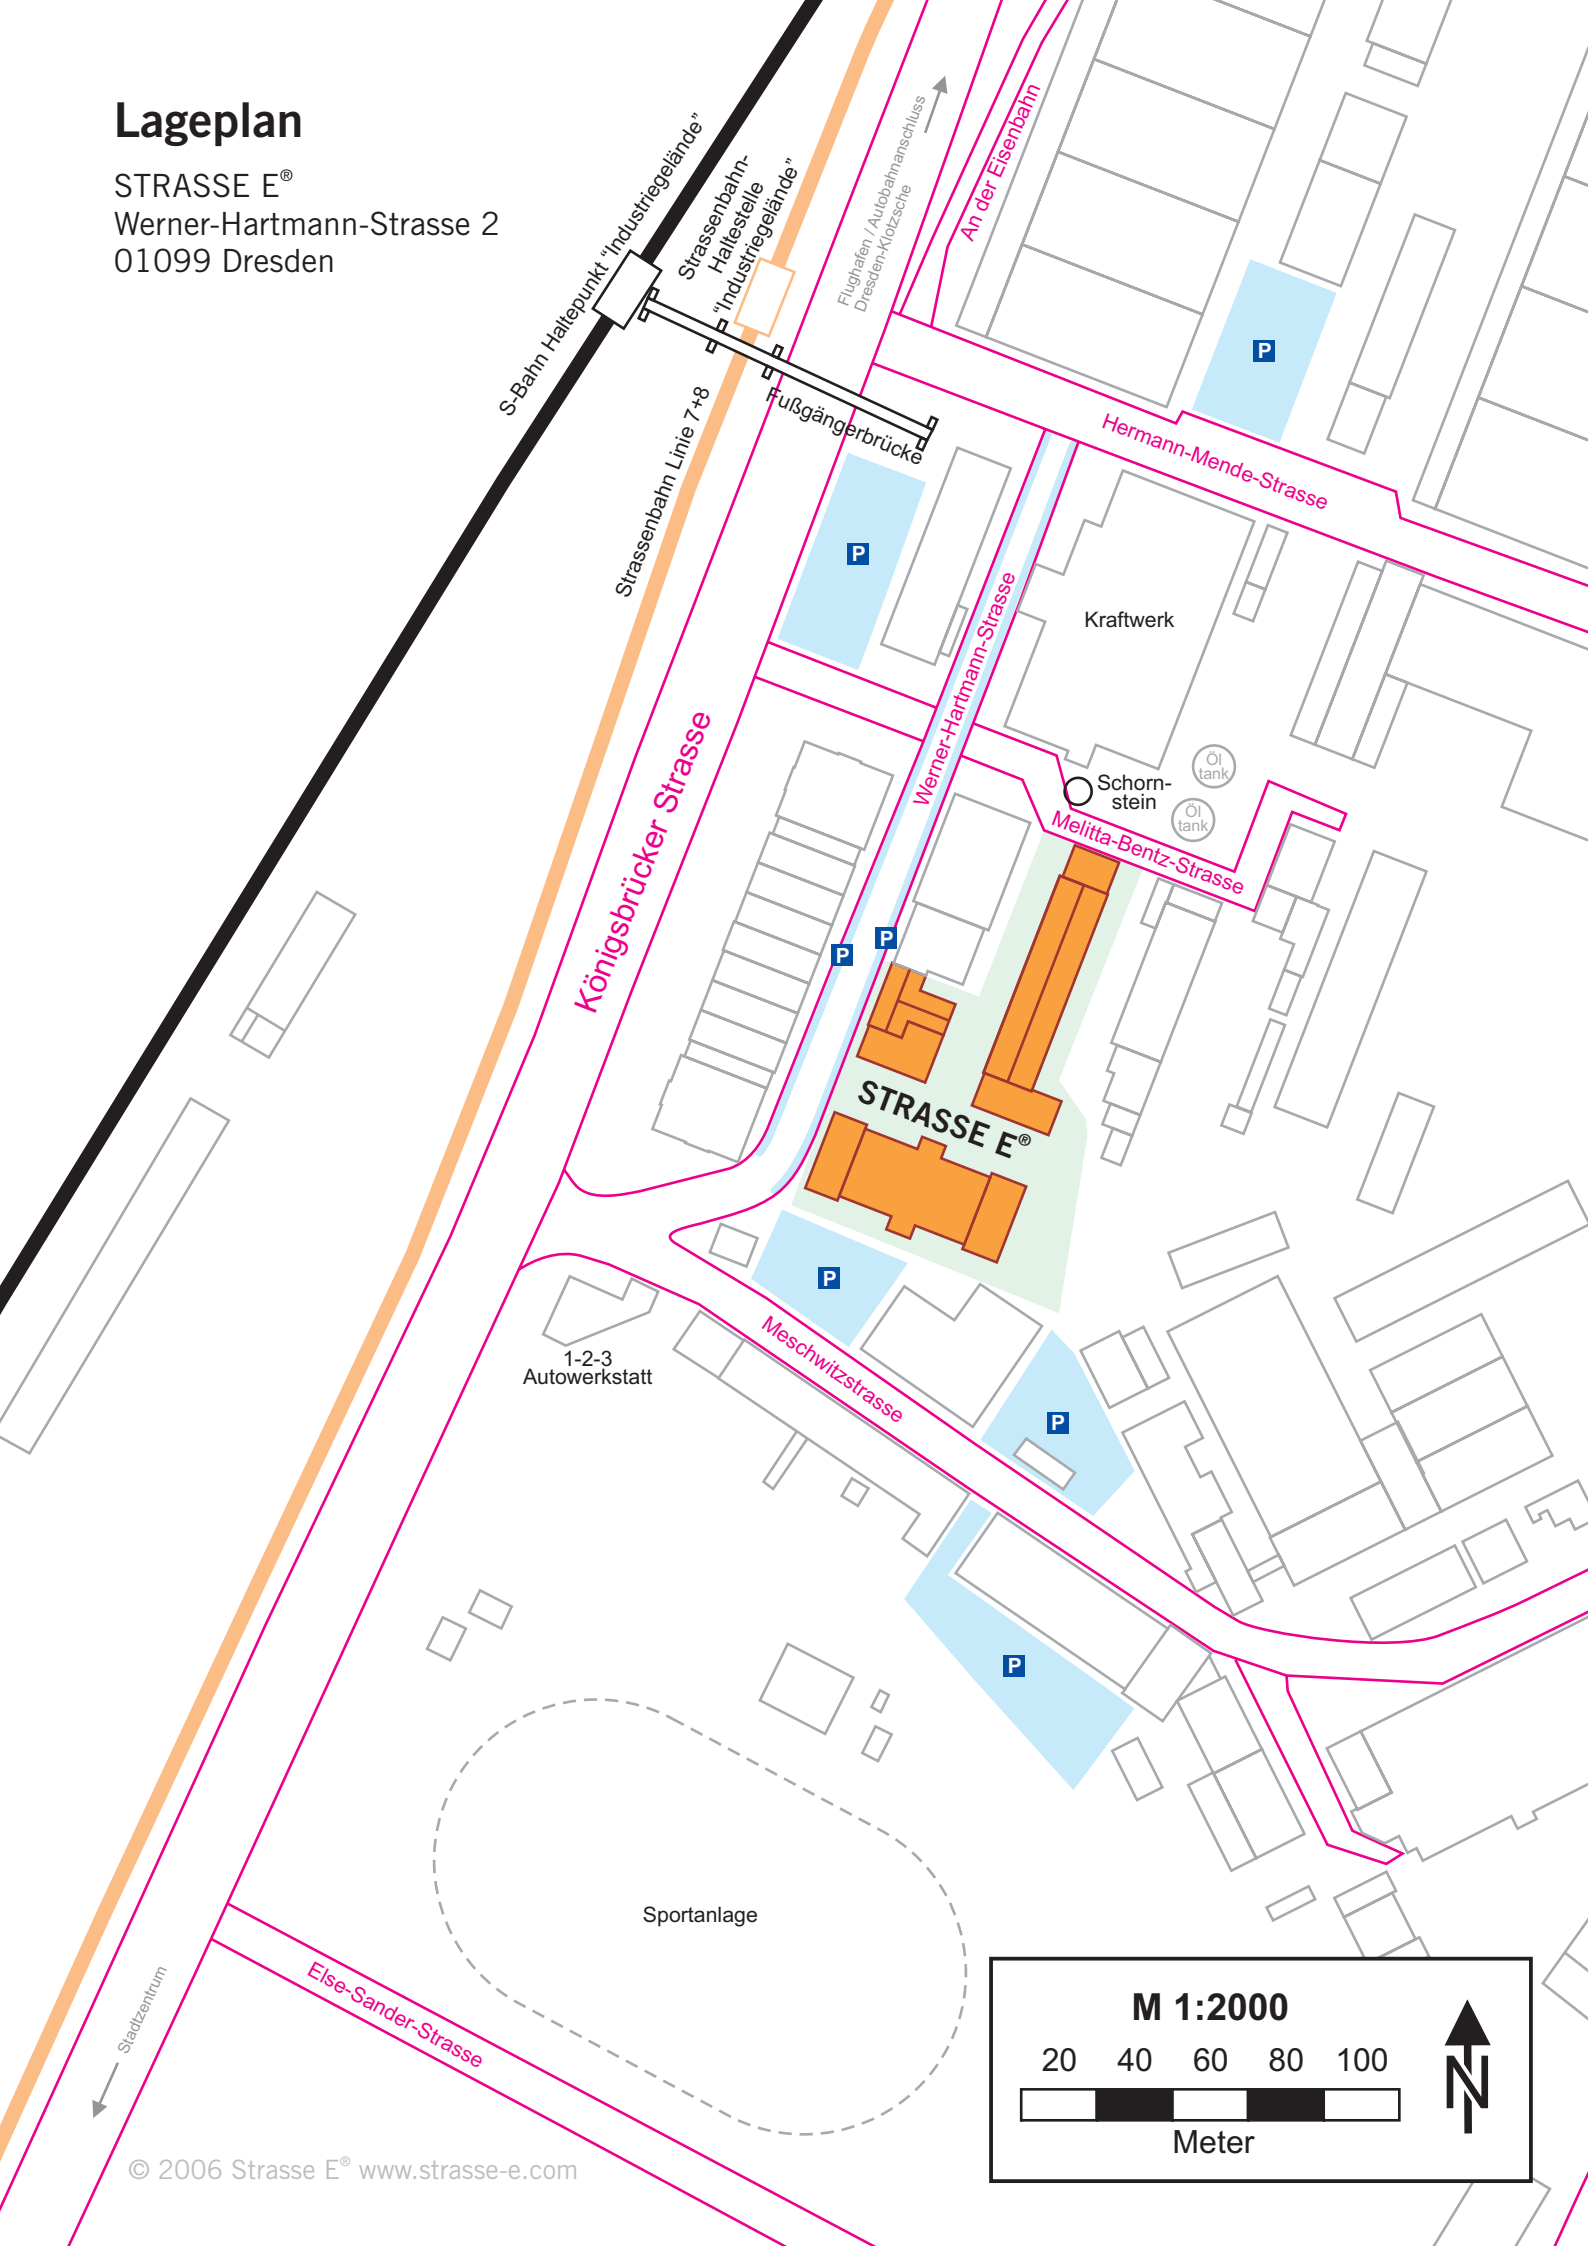 Lageplan
STRASSE E®
Werner-Hartmann-Strasse 2
01099 Dresden
S-Bahn Haltepunkt “Industriegelände”
Strassenbahn-
Haltestelle
“Industriegelände”
Flughafen / Autobahnanschluss
Dresden-Klotzsche
An der Eisenbahn
P
Hermann-Mende-Strasse
Fußgängerbrücke
Strassenbahn Linie 7+8
P
Werner-Hartmann-Strasse
Kraftwerk
Königsbrücker Strasse
Öl
tank
Schorn-
stein
Öl
tank
Melitta-Bentz-Strasse
P
P
STRASSE E®
P
Meschwitzstrasse
1-2-3
Autowerkstatt
P
P
Sportanlage
Stadtzentrum
Else-Sander-Strasse
M 1:2000
20 40 60 80 100
Meter
N
© 2006 Strasse E® www.strasse-e.com